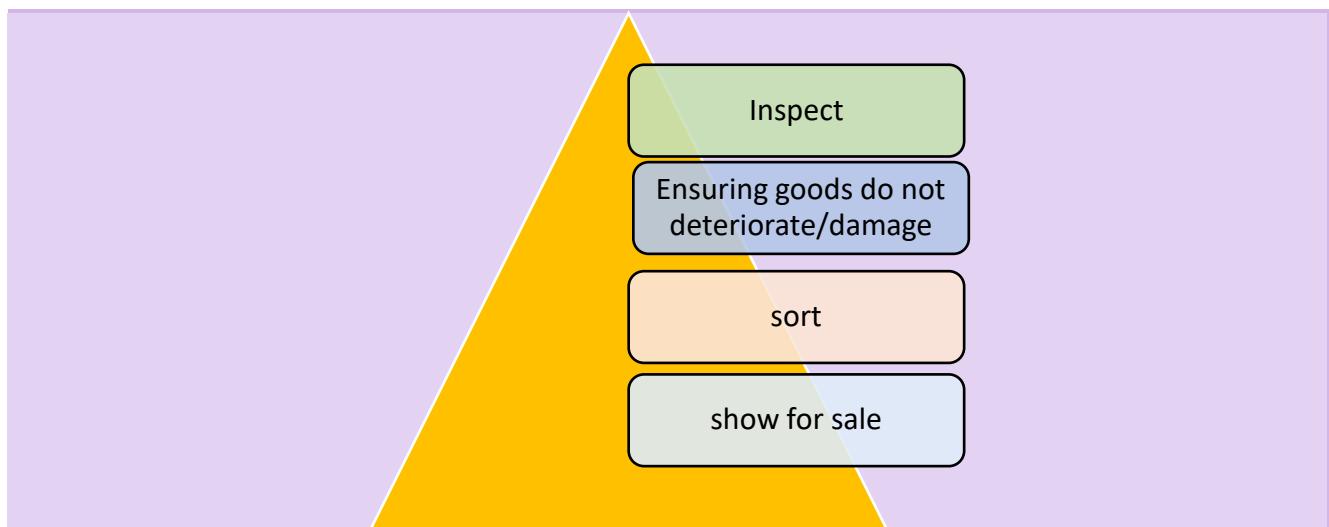 Inspect
Ensuring goods do not
deteriorate/damage
sort
show for sale